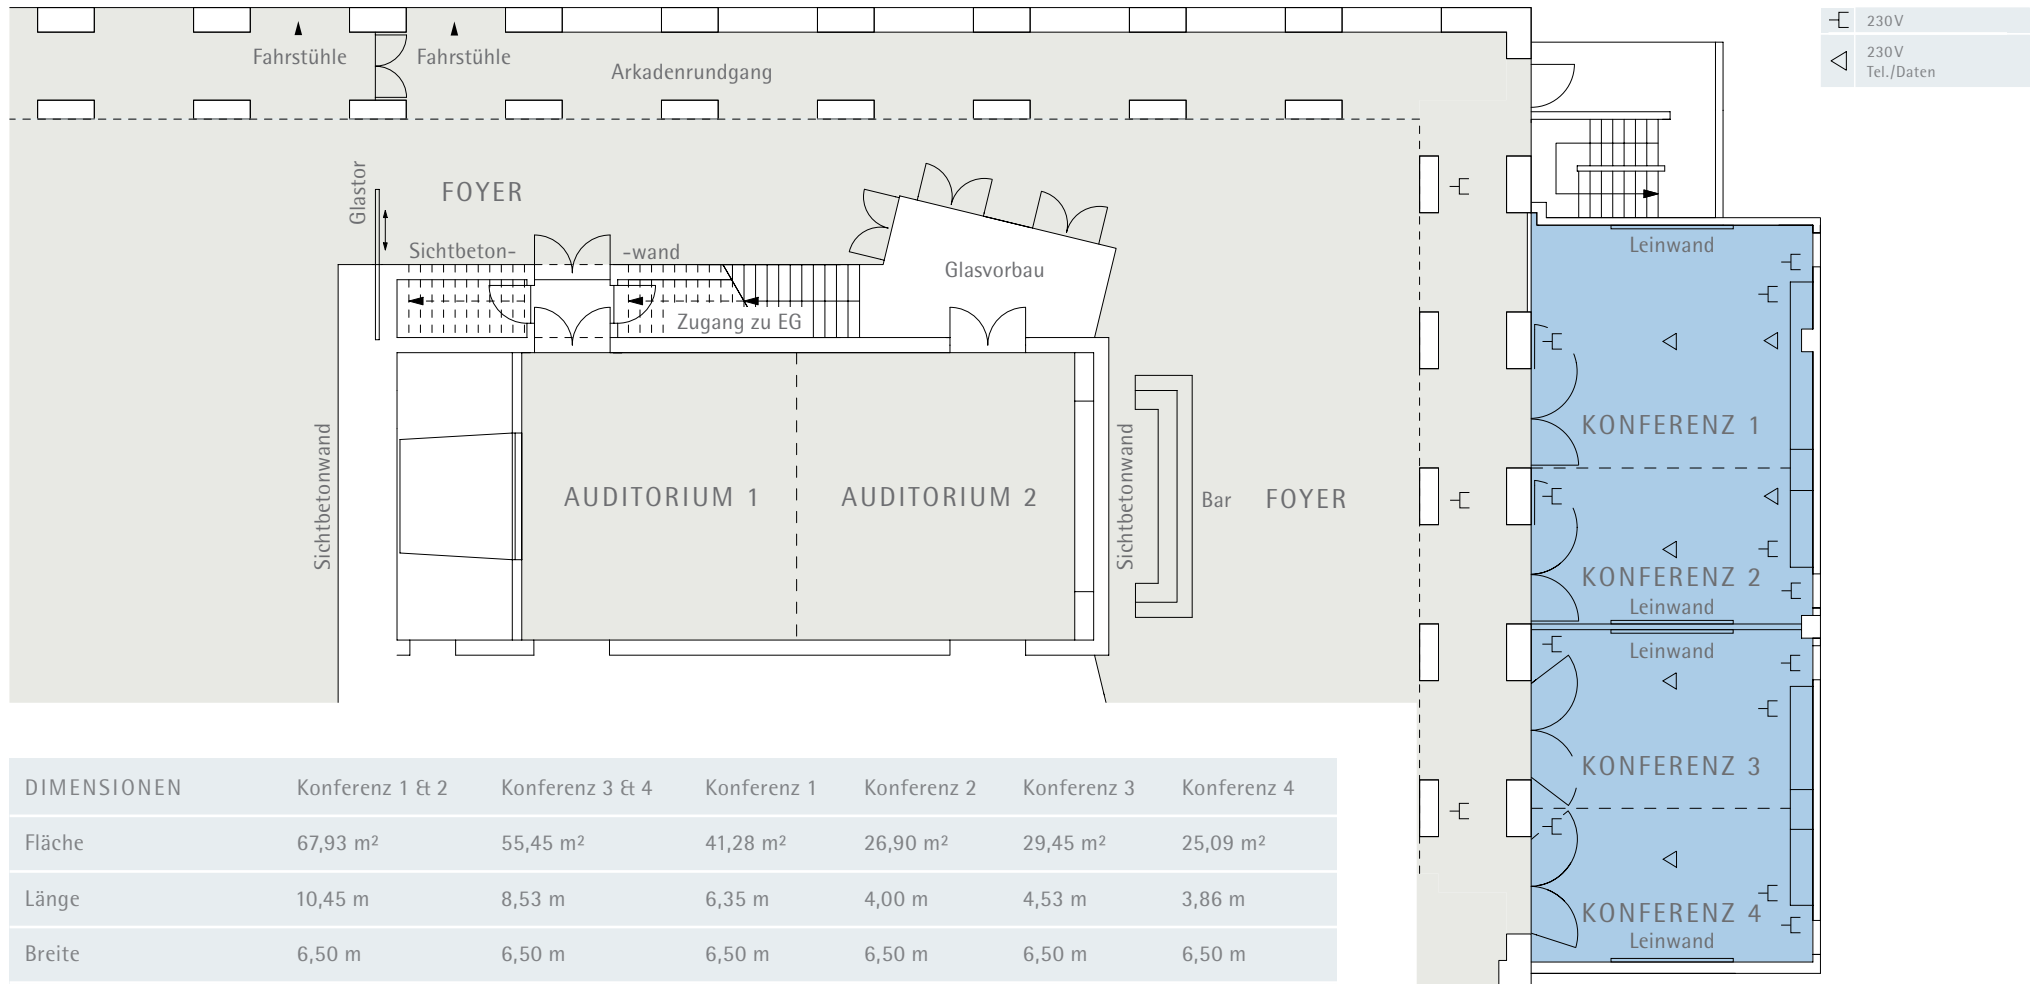 230V
230V
Tel./Daten
Fahrstühle
Fahrstühle
Arkadenrundgang
Glastor
FOYER
Sichtbeton-
-wand
Glasvorbau
Zugang zu EG
Leinwand
KONFERENZ 1
Sichtbetonwand
AUDITORIUM 1
AUDITORIUM 2
Sichtbetonwand
Bar
FOYER
KONFERENZ 2
Leinwand
Leinwand
KONFERENZ 3
KONFERENZ 4
Leinwand
DIMENSIONEN Konferenz 1 & 2 Konferenz 3 & 4 Konferenz 1 Konferenz 2 Konferenz 3 Konferenz 4
Fläche 67,93 m² 55,45 m² 41,28 m² 26,90 m² 29,45 m² 25,09 m²
Länge 10,45 m 8,53 m 6,35 m 4,00 m 4,53 m 3,86 m
Breite 6,50 m 6,50 m 6,50 m 6,50 m 6,50 m 6,50 m